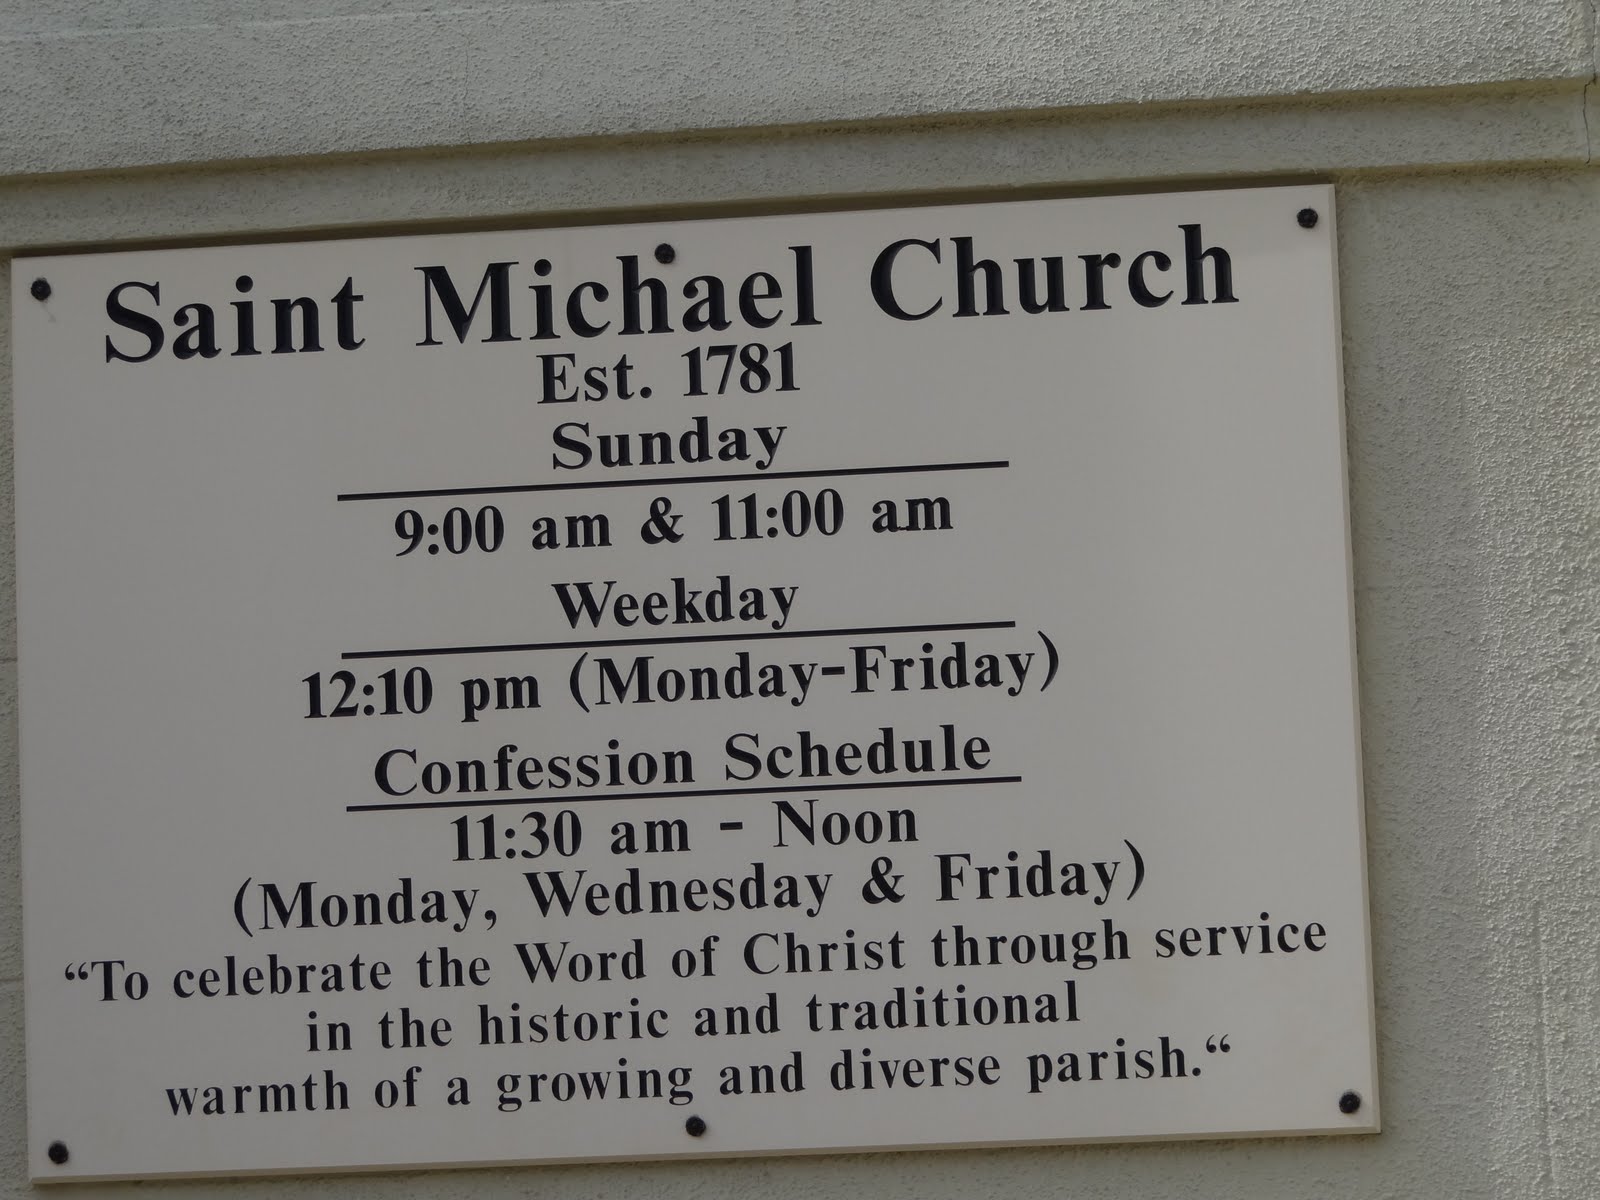 Saint Michael Church
Est. 1781
Sunday
9:00 am & 11:00 am
Weekday
12:10 pm (Monday-Friday)
Confession Schedule
11:30 am - Noon
(Monday, Wednesday & Friday)
“To celebrate the Word of Christ through service
in the historic and traditional
warmth of a growing and diverse parish.“